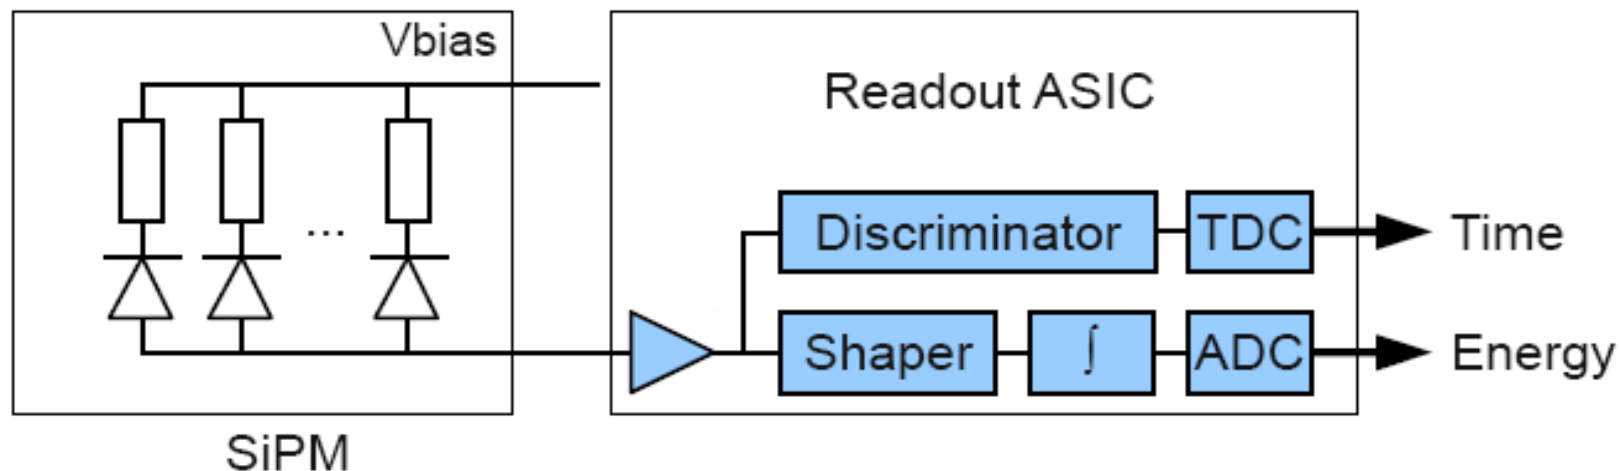 Vbias
Readout ASIC
...
Discriminator
TDC
Time
Shaper
∫
ADC
Energy
SiPM